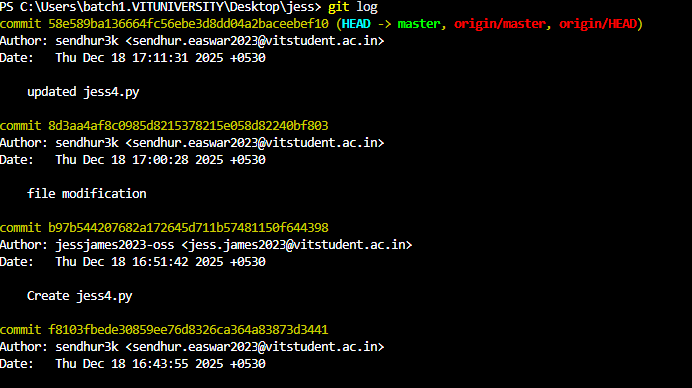 PS C:\Users\batch1.VITUNIVERSITY\Desktop\jess> git log
commit 58e589ba136664fc56ebe3d8dd04a2baceebef10 (HEAD -> master, origin/master, origin/HEAD)
Author: sendhur3k <sendhur.easwar2023@vitstudent.ac.in>
Date:   Thu Dec 18 17:11:31 2025 +0530
    updated jess4.py
commit 8d3aa4af8c0985d8215378215e058d82240bf803
Author: sendhur3k <sendhur.easwar2023@vitstudent.ac.in>
Date:   Thu Dec 18 17:00:28 2025 +0530
    file modification
commit b97b544207682a172645d711b57481150f644398
Author: jessjames2023-oss <jess.james2023@vitstudent.ac.in>
Date:   Thu Dec 18 16:51:42 2025 +0530
    Create jess4.py
commit f8103fbede30859ee76d8326ca364a83873d3441
Author: sendhur3k <sendhur.easwar2023@vitstudent.ac.in>
Date:   Thu Dec 18 16:43:55 2025 +0530